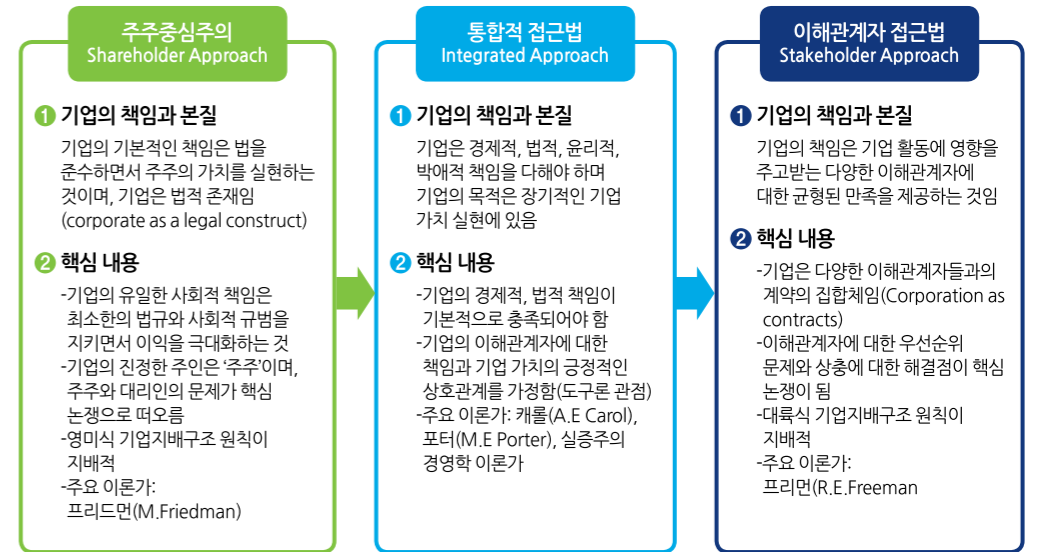 주주중심주의
Shareholder Approach
❶ 기업의 책임과 본질
기업의 기본적인 책임은 법을
준수하면서 주주의 가치를 실현하는
것이며, 기업은 법적 존재임
(corporate as a legal construct)
❷ 핵심 내용
-기업의 유일한 사회적 책임은
최소한의 법규와 사회적 규범을
지키면서 이익을 극대화하는 것
-기업의 진정한 주인은 ‘주주’이며,
주주와 대리인의 문제가 핵심
논쟁으로 떠오름
-영미식 기업지배구조 원칙이
지배적
-주요 이론가:
프리드먼(M.Friedman)
통합적 접근법
Integrated Approach
❶ 기업의 책임과 본질
기업은 경제적, 법적, 윤리적,
박애적 책임을 다해야 하며
기업의 목적은 장기적인 기업
가치 실현에 있음
❷ 핵심 내용
-기업의 경제적, 법적 책임이
기본적으로 충족되어야 함
-기업의 이해관계자에 대한
책임과 기업 가치의 긍정적인
상호관계를 가정함(도구론 관점)
-주요 이론가: 캐롤(A.E Carol),
포터(M.E Porter), 실증주의
경영학 이론가
이해관계자 접근법
Stakeholder Approach
❶ 기업의 책임과 본질
기업의 책임은 기업 활동에 영향을
주고받는 다양한 이해관계자에
대한 균형된 만족을 제공하는 것임
❷ 핵심 내용
-기업은 다양한 이해관계자들과의
계약의 집합체임(Corporation as
contracts)
-이해관계자에 대한 우선순위
문제와 상충에 대한 해결점이 핵심
논쟁이 됨
-대륙식 기업지배구조 원칙이
지배적
-주요 이론가:
프리먼(R.E.Freeman